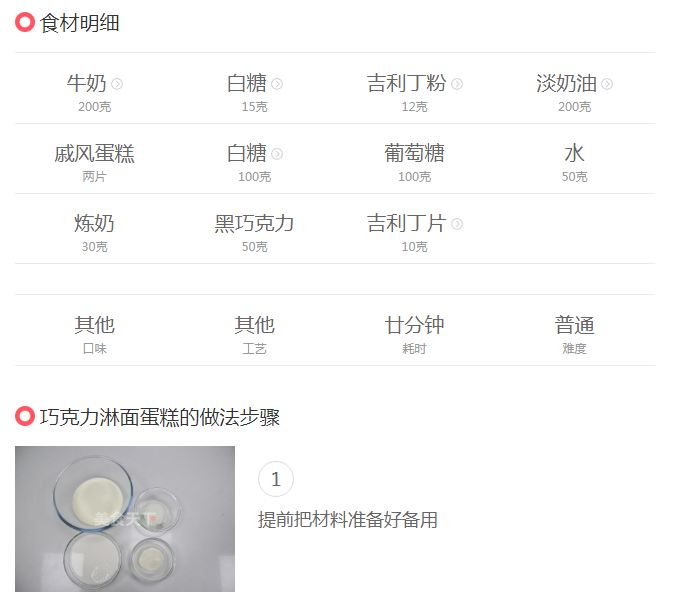 食材明细
牛奶 白糖 吉利丁粉 淡奶油
200克 15克 12克 200克
戚风蛋糕 白糖 葡萄糖 水
两片 100克 100克 50克
炼奶 黑巧克力 吉利丁片
30克 50克 10克
其他 其他 廿分钟 普通
口味 工艺 耗时 难度
巧克力淋面蛋糕的做法步骤
1
提前把材料准备好备用
美食天下